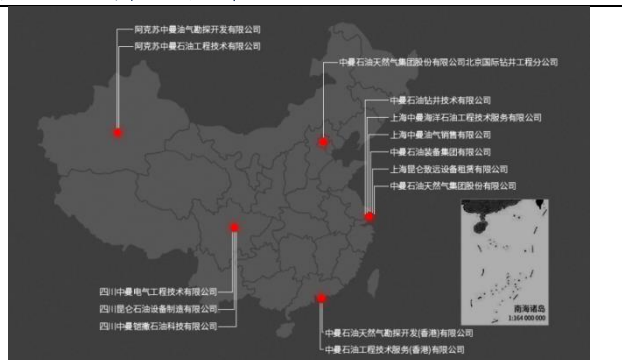 阿克苏中曼油气勘探开发有限公司
阿克苏中曼石油工程技术有限公司
中曼石油天然气集团股份有限公司北京国际钻井工程分公司
中曼石油钻井技术有限公司
上海中曼海洋石油工程技术服务有限公司
上海中曼油气销售有限公司
中曼石油装备集团有限公司
上海昆仑致远设备租赁有限公司
中曼石油天然气集团股份有限公司
四川中曼电气工程技术有限公司
四川昆仑石油设备制造有限公司
四川中曼铠撒石油科技有限公司
南海诸岛
1:164 000 000
中曼石油天然气勘探开发(香港)有限公司
中曼石油工程技术服务(香港)有限公司